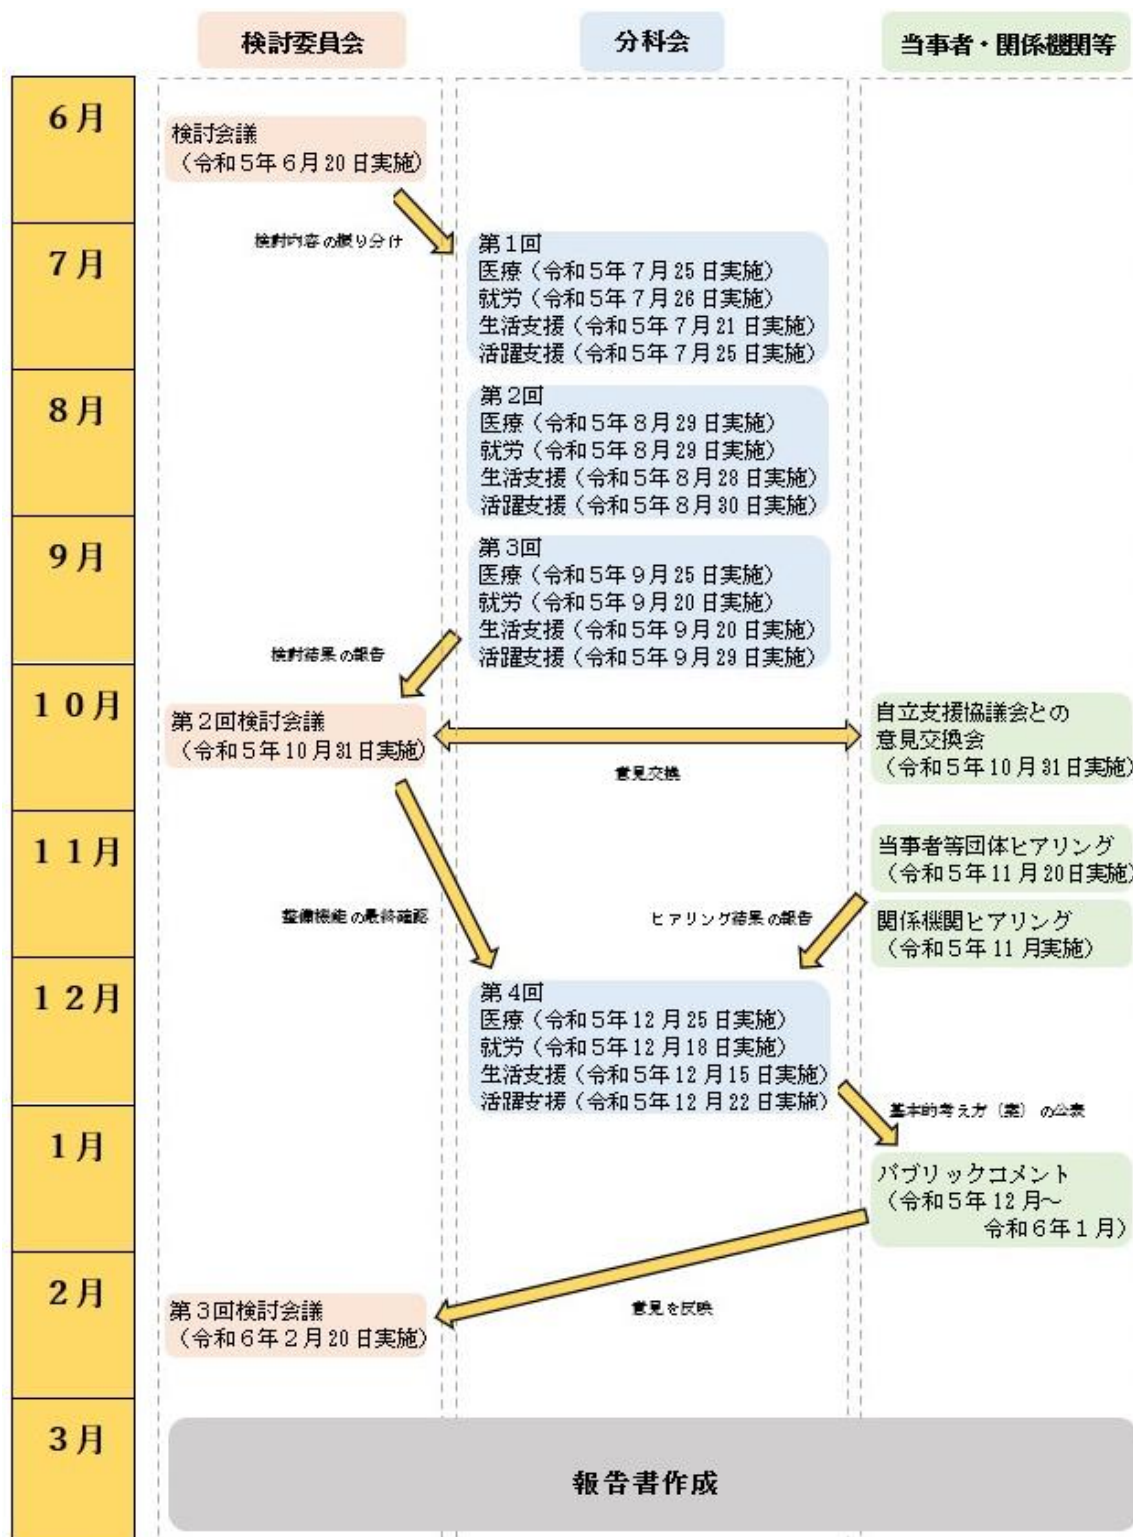 検討委員会
分科会
当事者・関係機関等
6月
検討会議
（令和5年6月20日実施）
検討内容の振り分け
7月
第1回
医療（令和5年7月25日実施）
就労（令和5年7月26日実施）
生活支援（令和5年7月21日実施）
活躍支援（令和5年7月25日実施）
8月
第2回
医療（令和5年8月29日実施）
就労（令和5年8月29日実施）
生活支援（令和5年8月28日実施）
活躍支援（令和5年8月30日実施）
9月
第3回
医療（令和5年9月25日実施）
就労（令和5年9月20日実施）
生活支援（令和5年9月20日実施）
活躍支援（令和5年9月29日実施）
検討結果の報告
10月
第2回検討会議
（令和5年10月31日実施）
意見交換
自立支援協議会との
意見交換会
（令和5年10月31日実施）
11月
当事者等団体ヒアリング
（令和5年11月20日実施）
関係機関ヒアリング
（令和5年11月実施）
整備機能の最終確認
ヒアリング結果の報告
12月
第4回
医療（令和5年12月25日実施）
就労（令和5年12月18日実施）
生活支援（令和5年12月15日実施）
活躍支援（令和5年12月22日実施）
基本的考え方（案）の公表
1月
パブリックコメント
（令和5年12月～
令和6年1月）
2月
第3回検討会議
（令和6年2月20日実施）
意見を反映
3月
報告書作成